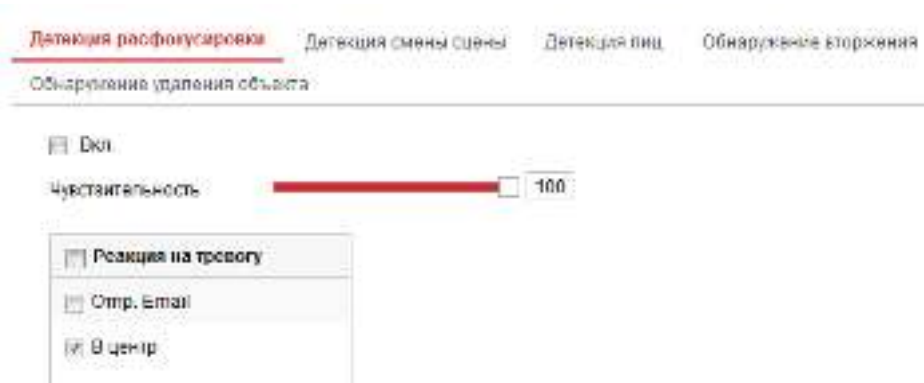 Детекция расфокусировки Детекция смены сцены Детекция лиц Обнаружение вторжения
Обнаружение удаления объекта
Вкл.
Чувствительность 100
Реакция на тревогу
Отпр. Email
В центр